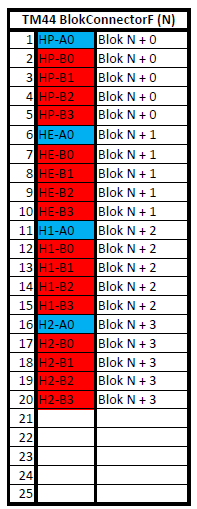 TM44 BlokConnectorF (N)
1 HP-A0 Blok N + 0
2 HP-B0 Blok N + 0
3 HP-B1 Blok N + 0
4 HP-B2 Blok N + 0
5 HP-B3 Blok N + 0
6 HE-A0 Blok N + 1
7 HE-B0 Blok N + 1
8 HE-B1 Blok N + 1
9 HE-B2 Blok N + 1
10 HE-B3 Blok N + 1
11 H1-A0 Blok N + 2
12 H1-B0 Blok N + 2
13 H1-B1 Blok N + 2
14 H1-B2 Blok N + 2
15 H1-B3 Blok N + 2
16 H2-A0 Blok N + 3
17 H2-B0 Blok N + 3
18 H2-B1 Blok N + 3
19 H2-B2 Blok N + 3
20 H2-B3 Blok N + 3
21
22
23
24
25